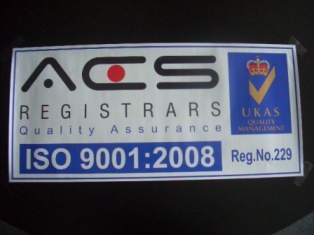 ACS
REGISTRARS
Quality Assurance
ISO 9001:2008
UKAS
QUALITY
MANAGEMENT
Reg.No.229